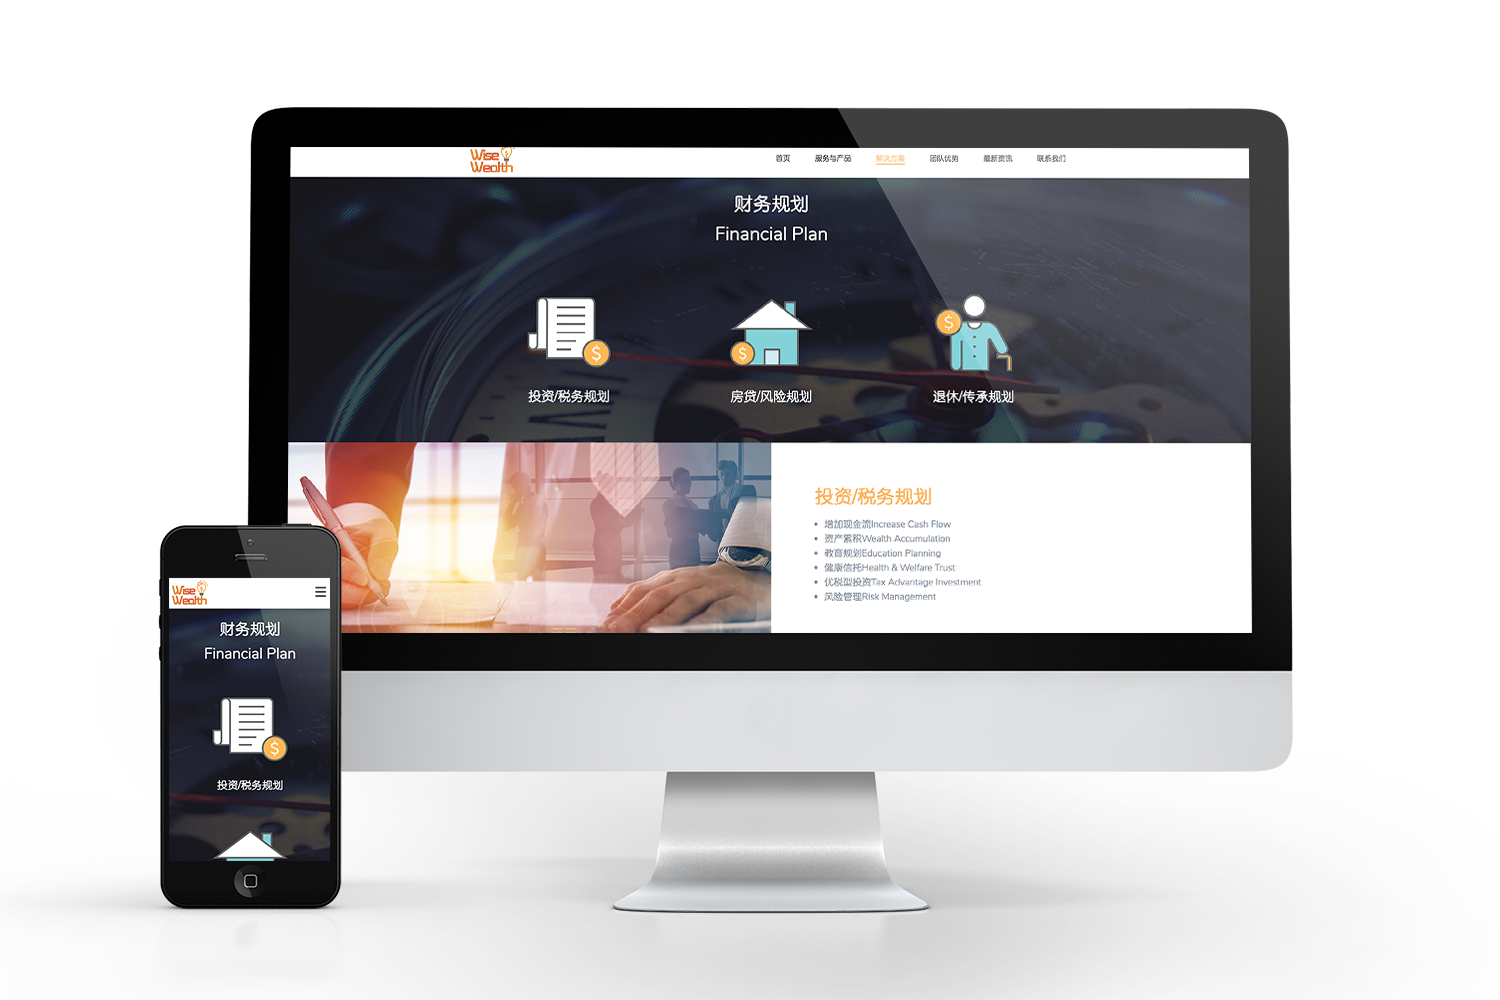 Wise
Wealth
首页 服务与产品 解决方案 团队优势 最新资讯 联系我们
财务规划
Financial Plan
$ $ $
投资/税务规划 房贷/风险规划 退休/传承规划
投资/税务规划
• 增加现金流Increase Cash Flow
• 资产累积Wealth Accumulation
• 教育规划Education Planning
• 健康信托Health & Welfare Trust
• 优税型投资Tax Advantage Investment
• 风险管理Risk Management
Wise
Wealth
财务规划
Financial Plan
$
投资/税务规划